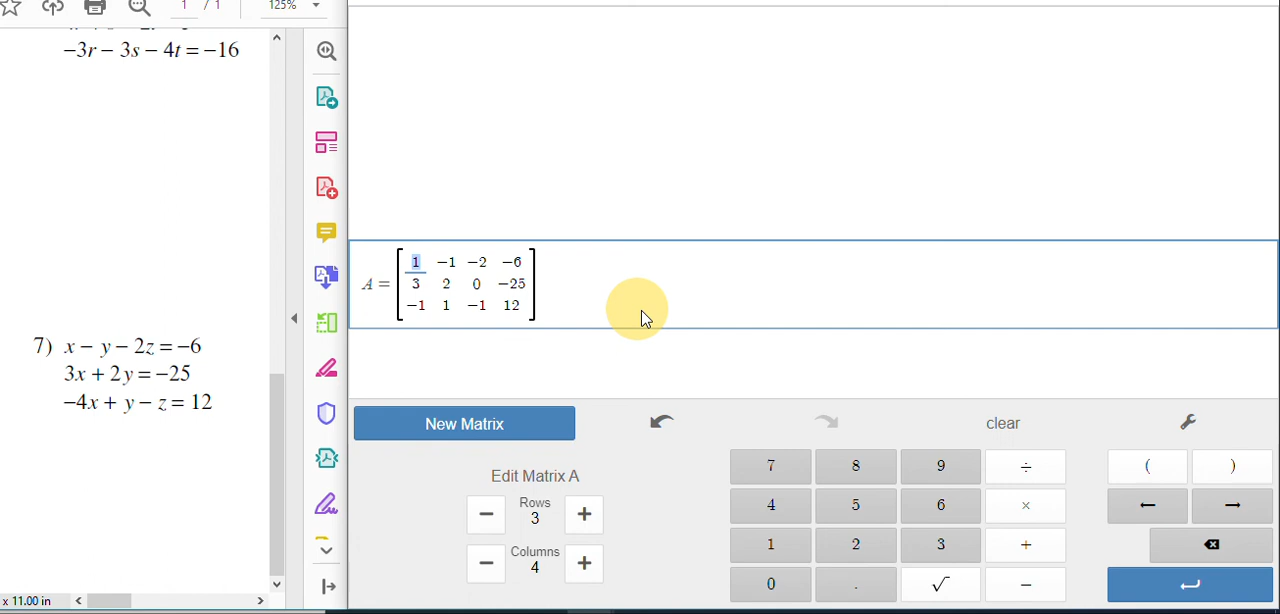 1 / 1
125%
−3r − 3s − 4t = −16
7) x − y − 2z = −6
3x + 2y = −25
−4x + y − z = 12
x 11.00 in
A = [
1 −1 −2 −6
3 2 0 −25
−1 1 −1 12
]
New Matrix
clear
Edit Matrix A
− Rows +
3
− Columns +
4
7 8 9 ÷ ( )
4 5 6 × ← →
1 2 3 +
0 . √ −